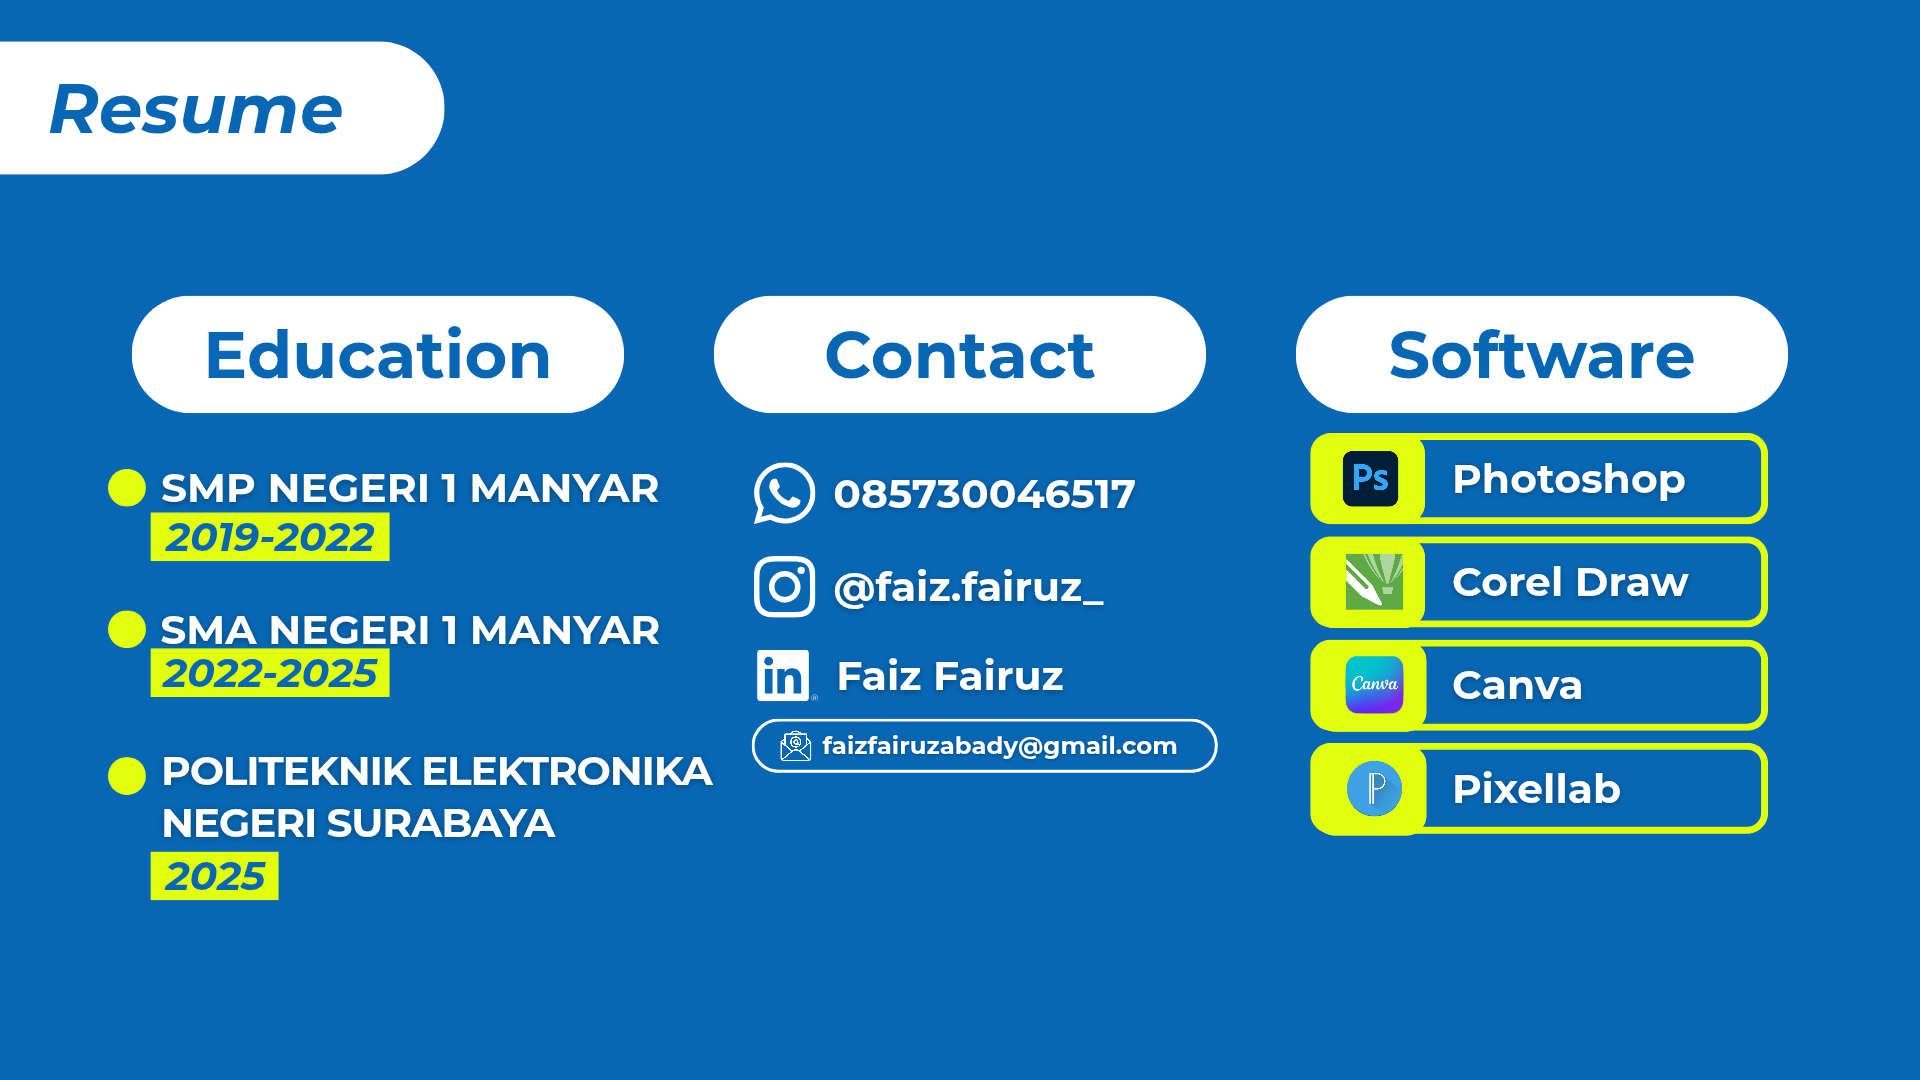 Resume
Education
SMP NEGERI 1 MANYAR
2019-2022
SMA NEGERI 1 MANYAR
2022-2025
POLITEKNIK ELEKTRONIKA
NEGERI SURABAYA
2025
Contact
085730046517
@faiz.fairuz_
in
Faiz Fairuz
faizfairuzabady@gmail.com
Software
Ps
Photoshop
Corel Draw
Canva
Canva
P
Pixellab